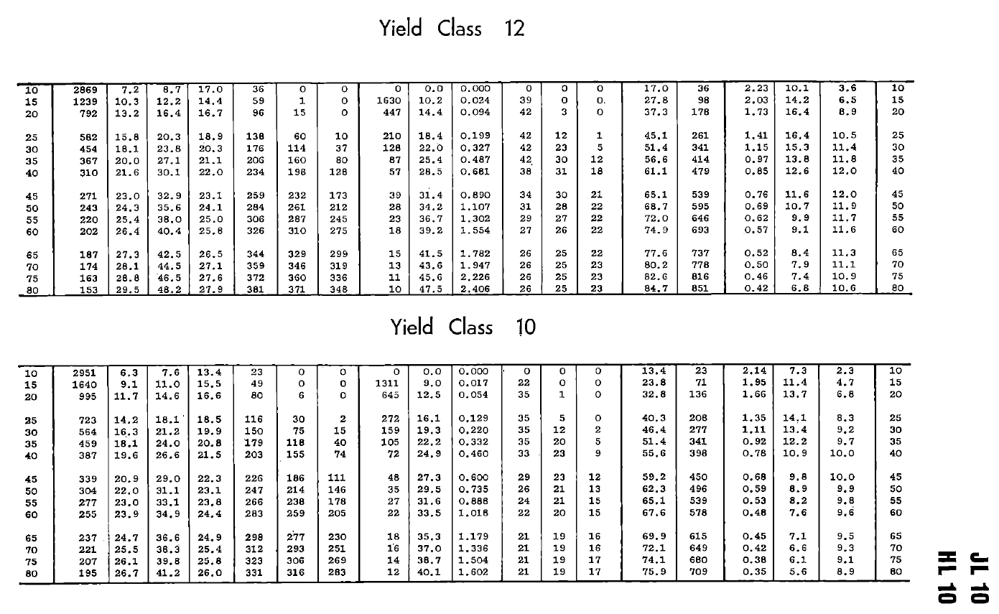 Yield Class 12
10 2869 7.2 8.7 17.0 36 0 0 0 0.0 0.000 0 0 0 17.0 36 2.23 10.1 3.6 10
15 1239 10.3 12.2 14.4 59 1 0 1630 10.2 0.024 39 0 0. 27.8 98 2.03 14.2 6.5 15
20 792 13.2 16.4 16.7 96 15 0 447 14.4 0.094 42 3 0 37.3 178 1.73 16.4 8.9 20
25 582 15.8 20.3 18.9 138 60 10 210 18.4 0.199 42 12 1 45.1 261 1.41 16.4 10.5 25
30 454 18.1 23.8 20.3 176 114 37 128 22.0 0.327 42 23 5 51.4 341 1.15 15.3 11.4 30
35 367 20.0 27.1 21.1 206 160 80 87 25.4 0.487 42 30 12 56.6 414 0.97 13.8 11.8 35
40 310 21.6 30.1 22.0 234 198 128 57 28.5 0.681 38 31 18 61.1 479 0.85 12.6 12.0 40
45 271 23.0 32.9 23.1 259 232 173 39 31.4 0.890 34 30 21 65.1 539 0.76 11.6 12.0 45
50 243 24.3 35.6 24.1 284 261 212 28 34.2 1.107 31 28 22 68.7 595 0.69 10.7 11.9 50
55 220 25.4 38.0 25.0 306 287 245 23 36.7 1.302 29 27 22 72.0 646 0.62 9.9 11.7 55
60 202 26.4 40.4 25.8 326 310 275 18 39.2 1.554 27 26 22 74.9 693 0.57 9.1 11.6 60
65 187 27.3 42.5 26.5 344 329 299 15 41.5 1.782 26 25 22 77.6 737 0.52 8.4 11.3 65
70 174 28.1 44.5 27.1 359 346 319 13 43.6 1.947 26 25 23 80.2 778 0.50 7.9 11.1 70
75 163 28.8 46.5 27.6 372 360 336 11 45.6 2.226 26 25 23 82.6 816 0.46 7.4 10.9 75
80 153 29.5 48.2 27.9 381 371 348 10 47.5 2.406 26 25 23 84.7 851 0.42 6.8 10.6 80
Yield Class 10
10 2951 6.3 7.6 13.4 23 0 0 0 0.0 0.000 0 0 0 13.4 23 2.14 7.3 2.3 10
15 1640 9.1 11.0 15.5 49 0 0 1311 9.0 0.017 22 0 0 23.8 71 1.95 11.4 4.7 15
20 995 11.7 14.6 16.6 80 6 0 645 12.5 0.054 35 1 0 32.8 136 1.66 13.7 6.8 20
25 723 14.2 18.1 18.5 116 30 2 272 16.1 0.129 35 5 0 40.3 208 1.35 14.1 8.3 25
30 564 16.3 21.2 19.9 150 75 15 159 19.3 0.220 35 12 2 46.4 277 1.11 13.4 9.2 30
35 459 18.1 24.0 20.8 179 118 40 105 22.2 0.332 35 20 5 51.4 341 0.92 12.2 9.7 35
40 387 19.6 26.6 21.5 203 155 74 72 24.9 0.460 33 23 9 55.6 398 0.78 10.9 10.0 40
45 339 20.9 29.0 22.3 226 186 111 48 27.3 0.600 29 23 12 59.2 450 0.68 9.8 10.0 45
50 304 22.0 31.1 23.1 247 214 146 35 29.5 0.735 26 21 13 62.3 496 0.59 8.9 9.9 50
55 277 23.0 33.1 23.8 266 238 178 27 31.6 0.888 24 21 15 65.1 539 0.53 8.2 9.8 55
60 255 23.9 34.9 24.4 283 259 205 22 33.5 1.018 22 20 15 67.6 578 0.48 7.6 9.6 60
65 237 24.7 36.6 24.9 298 277 230 18 35.3 1.179 21 19 16 69.9 615 0.45 7.1 9.5 65
70 221 25.5 38.3 25.4 312 293 251 16 37.0 1.336 21 19 16 72.1 649 0.42 6.6 9.3 70
75 207 26.1 39.8 25.8 323 306 269 14 38.7 1.504 21 19 17 74.1 680 0.38 6.1 9.1 75
80 195 26.7 41.2 26.0 331 316 283 12 40.1 1.602 21 19 17 75.9 709 0.35 5.6 8.9 80
JL 10
HL 10